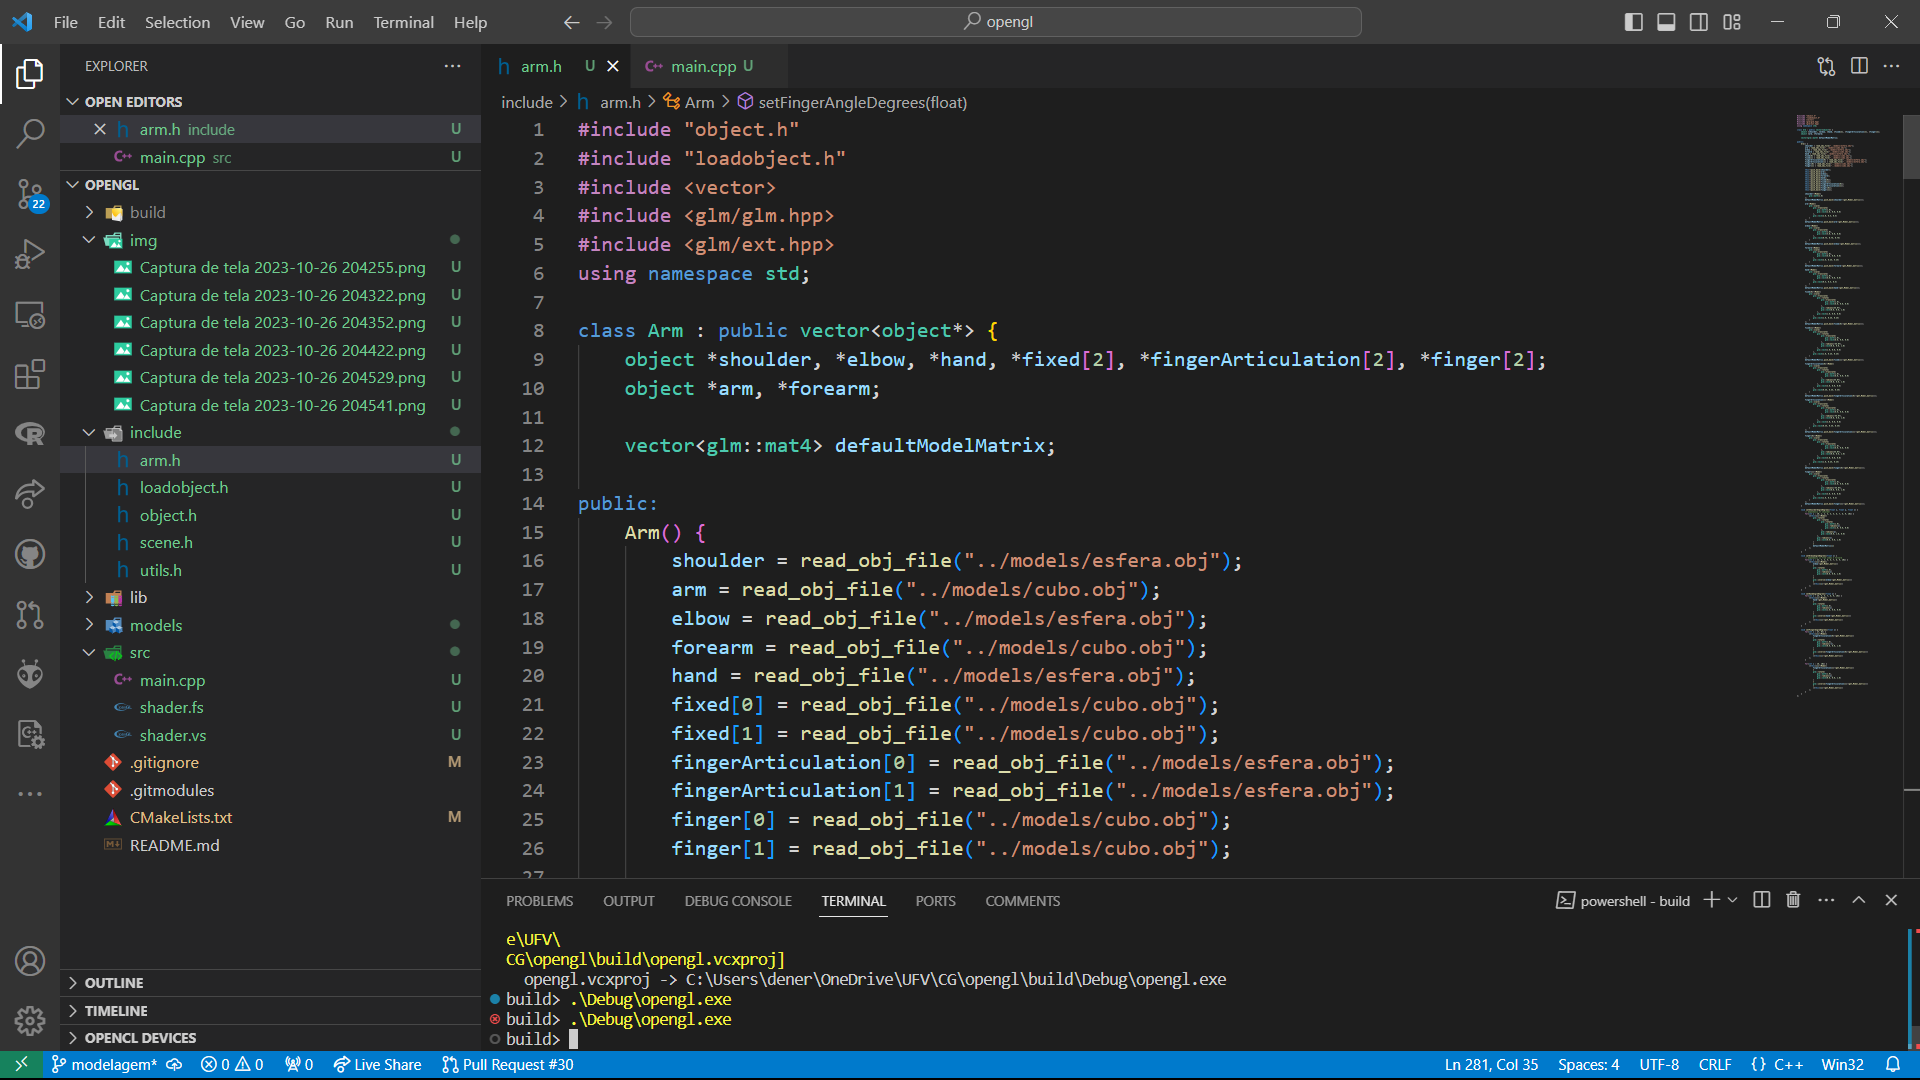 File Edit Selection View Go Run Terminal Help
opengl
EXPLORER
OPEN EDITORS
arm.h include U
main.cpp src U
OPENGL
build
img
Captura de tela 2023-10-26 204255.png U
Captura de tela 2023-10-26 204322.png U
Captura de tela 2023-10-26 204352.png U
Captura de tela 2023-10-26 204422.png U
Captura de tela 2023-10-26 204529.png U
Captura de tela 2023-10-26 204541.png U
include
arm.h U
loadobject.h U
object.h U
scene.h U
utils.h U
lib
models
src
main.cpp U
shader.fs U
shader.vs U
.gitignore M
.gitmodules
CMakeLists.txt M
README.md
OUTLINE
TIMELINE
OPENCL DEVICES
22
arm.h U
main.cpp U
include > arm.h > Arm > setFingerAngleDegrees(float)
1 #include "object.h"
2 #include "loadobject.h"
3 #include <vector>
4 #include <glm/glm.hpp>
5 #include <glm/ext.hpp>
6 using namespace std;
7
8 class Arm : public vector<object*> {
9 object *shoulder, *elbow, *hand, *fixed[2], *fingerArticulation[2], *finger[2];
10 object *arm, *forearm;
11
12 vector<glm::mat4> defaultModelMatrix;
13
14 public:
15 Arm() {
16 shoulder = read_obj_file("../models/esfera.obj");
17 arm = read_obj_file("../models/cubo.obj");
18 elbow = read_obj_file("../models/esfera.obj");
19 forearm = read_obj_file("../models/cubo.obj");
20 hand = read_obj_file("../models/esfera.obj");
21 fixed[0] = read_obj_file("../models/cubo.obj");
22 fixed[1] = read_obj_file("../models/cubo.obj");
23 fingerArticulation[0] = read_obj_file("../models/esfera.obj");
24 fingerArticulation[1] = read_obj_file("../models/esfera.obj");
25 finger[0] = read_obj_file("../models/cubo.obj");
26 finger[1] = read_obj_file("../models/cubo.obj");
27
PROBLEMS OUTPUT DEBUG CONSOLE TERMINAL PORTS COMMENTS
powershell - build
e\UFV\
CG\opengl\build\opengl.vcxproj]
opengl.vcxproj -> C:\Users\dener\OneDrive\UFV\CG\opengl\build\Debug\opengl.exe
build> .\Debug\opengl.exe
build> .\Debug\opengl.exe
build>
modelagem* 0 0 0 Live Share Pull Request #30
Ln 281, Col 35 Spaces: 4 UTF-8 CRLF {} C++ Win32